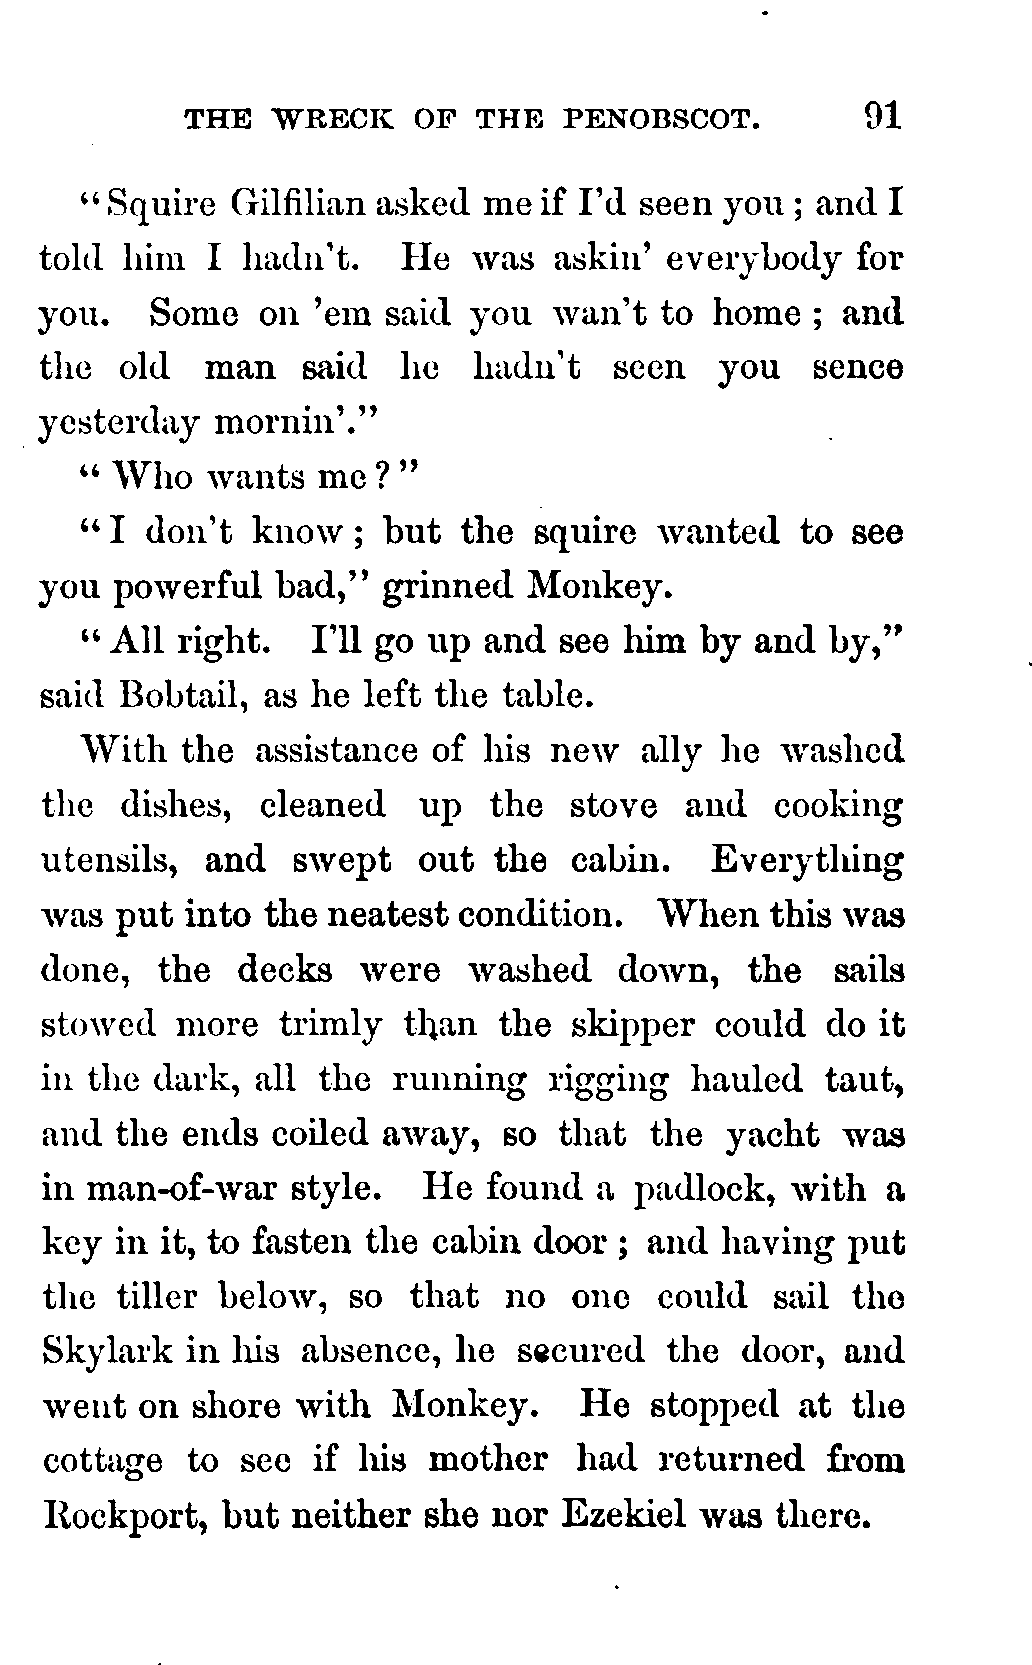 THE WRECK OF THE PENOBSCOT. 91
“Squire Gilfilian asked me if I’d seen you; and I
told him I hadn’t. He was askin’ everybody for
you. Some on ’em said you wan’t to home; and
the old man said he hadn’t seen you sence
yesterday mornin’.”
“Who wants me?”
“I don’t know; but the squire wanted to see
you powerful bad,” grinned Monkey.
“All right. I’ll go up and see him by and by,”
said Bobtail, as he left the table.
With the assistance of his new ally he washed
the dishes, cleaned up the stove and cooking
utensils, and swept out the cabin. Everything
was put into the neatest condition. When this was
done, the decks were washed down, the sails
stowed more trimly than the skipper could do it
in the dark, all the running rigging hauled taut,
and the ends coiled away, so that the yacht was
in man-of-war style. He found a padlock, with a
key in it, to fasten the cabin door; and having put
the tiller below, so that no one could sail the
Skylark in his absence, he secured the door, and
went on shore with Monkey. He stopped at the
cottage to see if his mother had returned from
Rockport, but neither she nor Ezekiel was there.